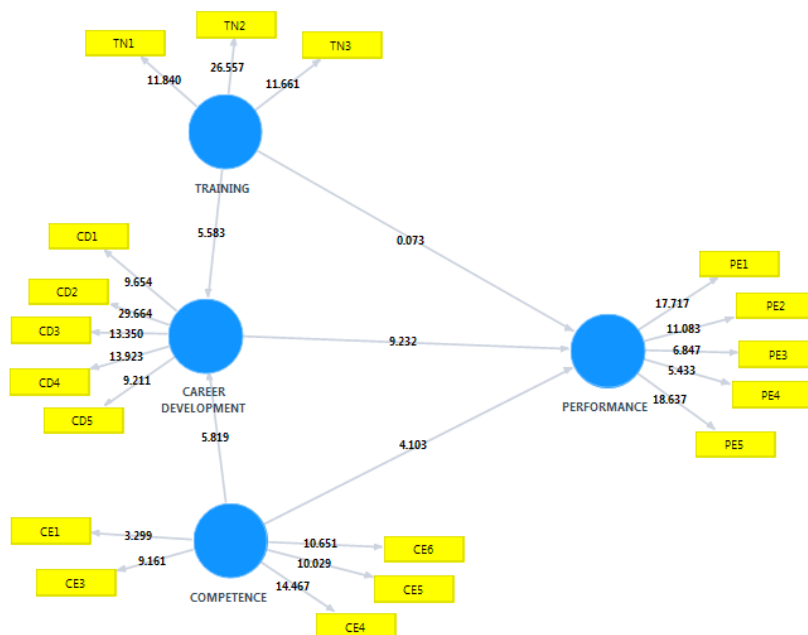 TN2
TN1
TN3
26.557
11.840
11.661
TRAINING
5.583
0.073
CD1
9.654
CD2
29.664
CD3
13.350
13.923
CD4
9.211
CD5
CAREER
DEVELOPMENT
9.232
PE1
17.717
PE2
11.083
6.847
PE3
5.433
PE4
18.637
PE5
PERFORMANCE
5.819
4.103
CE1
3.299
9.161
CE3
10.651
CE6
10.029
CE5
14.467
CE4
COMPETENCE